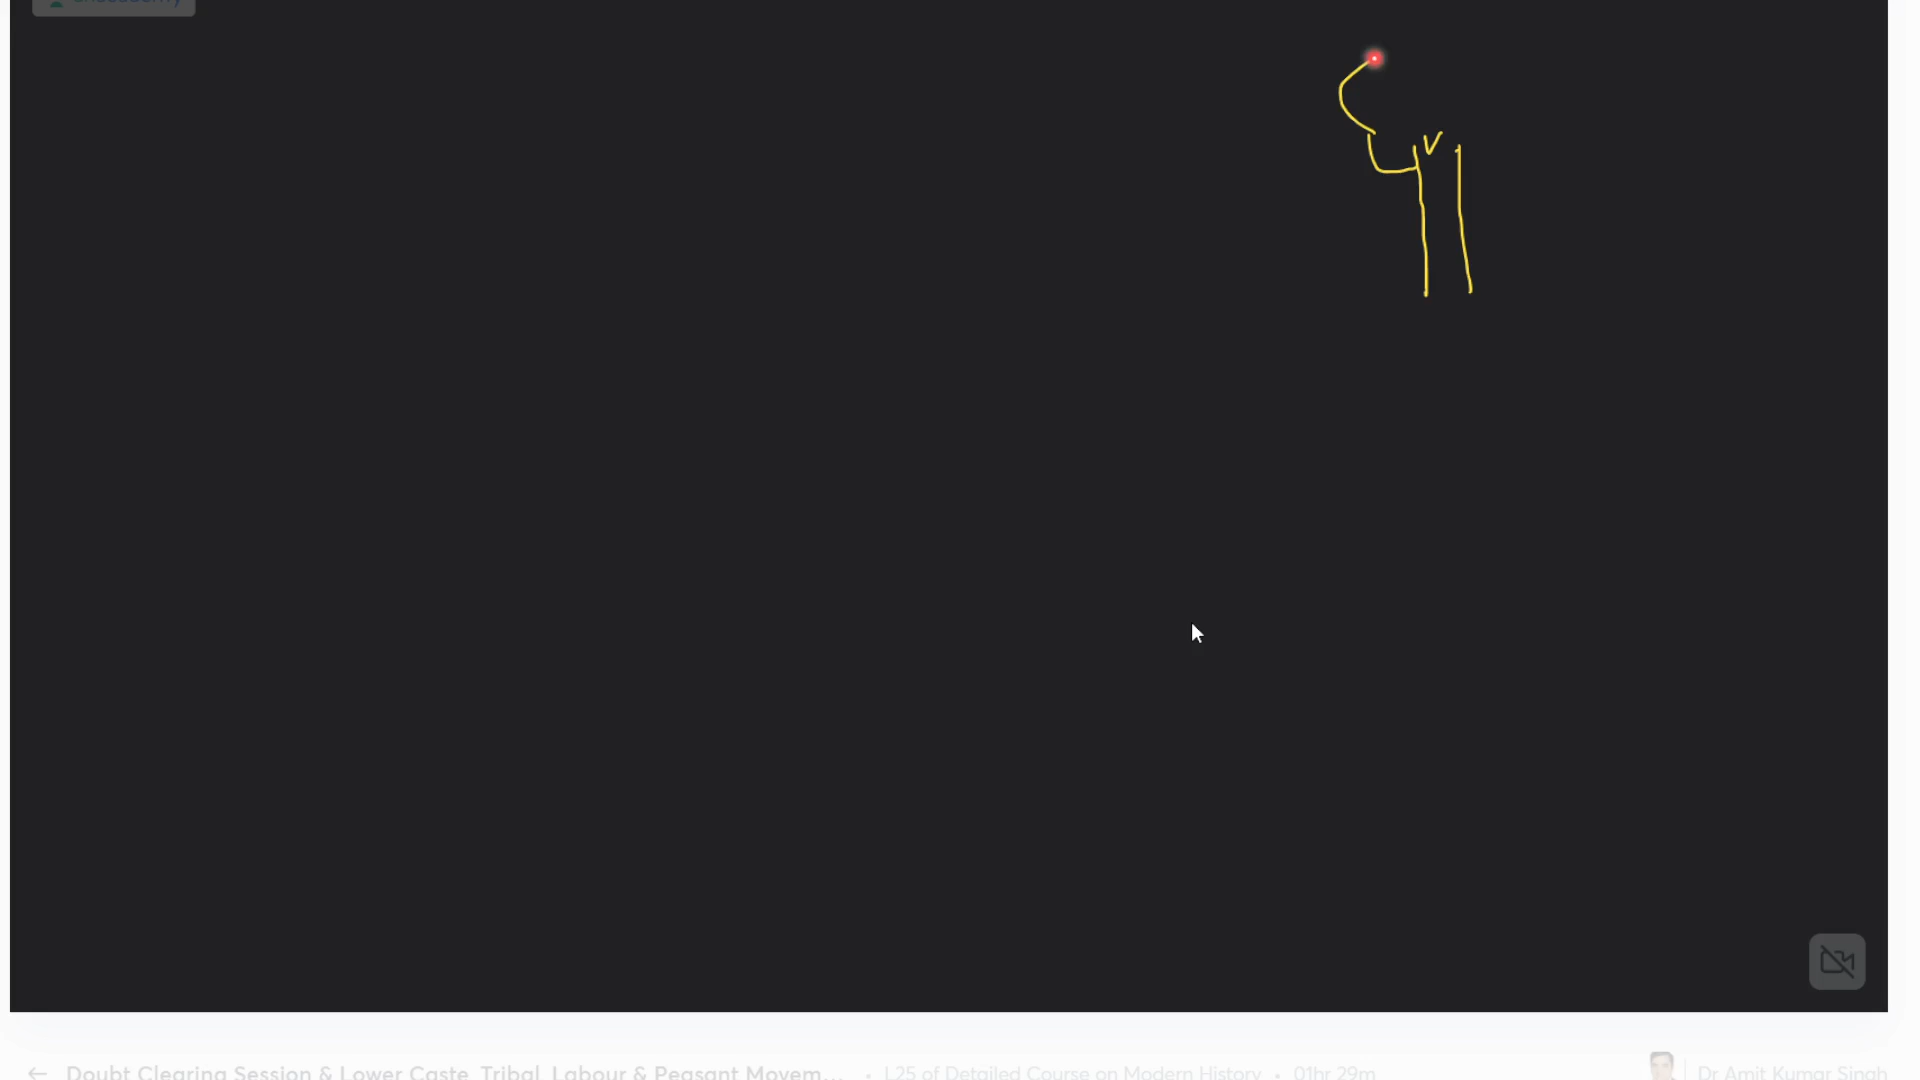 V
Doubt Clearing Session & Lower Caste, Tribal, Labour & Peasant Movem... • L25 of Detailed Course on Modern History • 01hr 29m
Dr Amit Kumar Singh